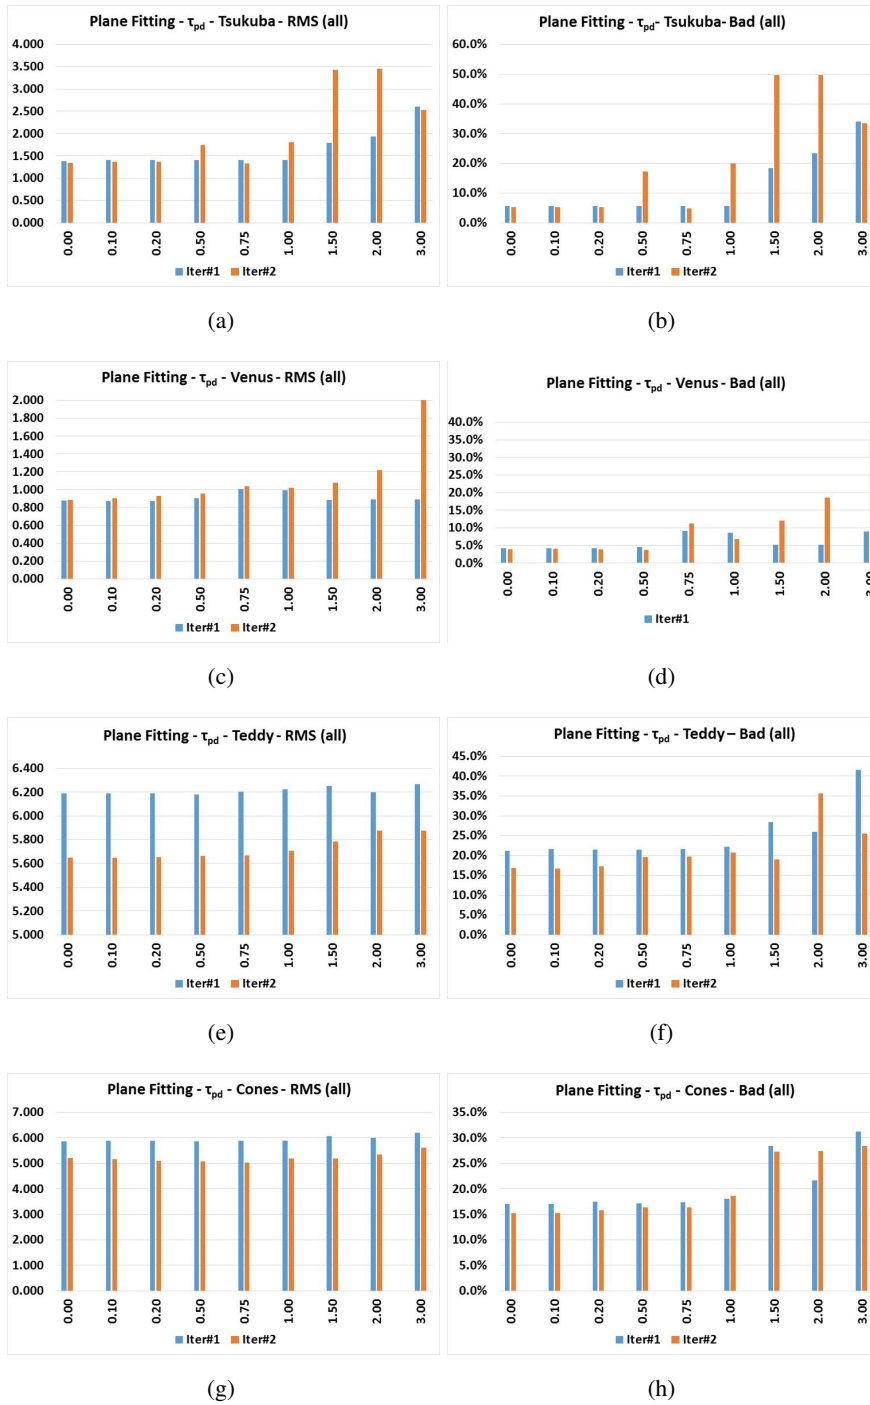 Plane Fitting - τpd - Tsukuba - RMS (all)
4.000
3.500
3.000
2.500
2.000
1.500
1.000
0.500
0.000
0.00 0.10 0.20 0.50 0.75 1.00 1.50 2.00 3.00
Iter#1 Iter#2
(a)
Plane Fitting - τpd- Tsukuba- Bad (all)
60.0%
50.0%
40.0%
30.0%
20.0%
10.0%
0.0%
0.00 0.10 0.20 0.50 0.75 1.00 1.50 2.00 3.00
Iter#1 Iter#2
(b)
Plane Fitting - τpd - Venus - RMS (all)
2.000
1.800
1.600
1.400
1.200
1.000
0.800
0.600
0.400
0.200
0.000
0.00 0.10 0.20 0.50 0.75 1.00 1.50 2.00 3.00
Iter#1 Iter#2
(c)
Plane Fitting - τpd - Venus - Bad (all)
40.0%
35.0%
30.0%
25.0%
20.0%
15.0%
10.0%
5.0%
0.0%
0.00 0.10 0.20 0.50 0.75 1.00 1.50 2.00 3.00
Iter#1
(d)
Plane Fitting - τpd - Teddy - RMS (all)
6.400
6.200
6.000
5.800
5.600
5.400
5.200
5.000
0.00 0.10 0.20 0.50 0.75 1.00 1.50 2.00 3.00
Iter#1 Iter#2
(e)
Plane Fitting - τpd - Teddy – Bad (all)
45.0%
40.0%
35.0%
30.0%
25.0%
20.0%
15.0%
10.0%
5.0%
0.0%
0.00 0.10 0.20 0.50 0.75 1.00 1.50 2.00 3.00
Iter#1 Iter#2
(f)
Plane Fitting - τpd - Cones - RMS (all)
7.000
6.000
5.000
4.000
3.000
2.000
1.000
0.000
0.00 0.10 0.20 0.50 0.75 1.00 1.50 2.00 3.00
Iter#1 Iter#2
(g)
Plane Fitting - τpd - Cones - Bad (all)
35.0%
30.0%
25.0%
20.0%
15.0%
10.0%
5.0%
0.0%
0.00 0.10 0.20 0.50 0.75 1.00 1.50 2.00 3.00
Iter#1 Iter#2
(h)